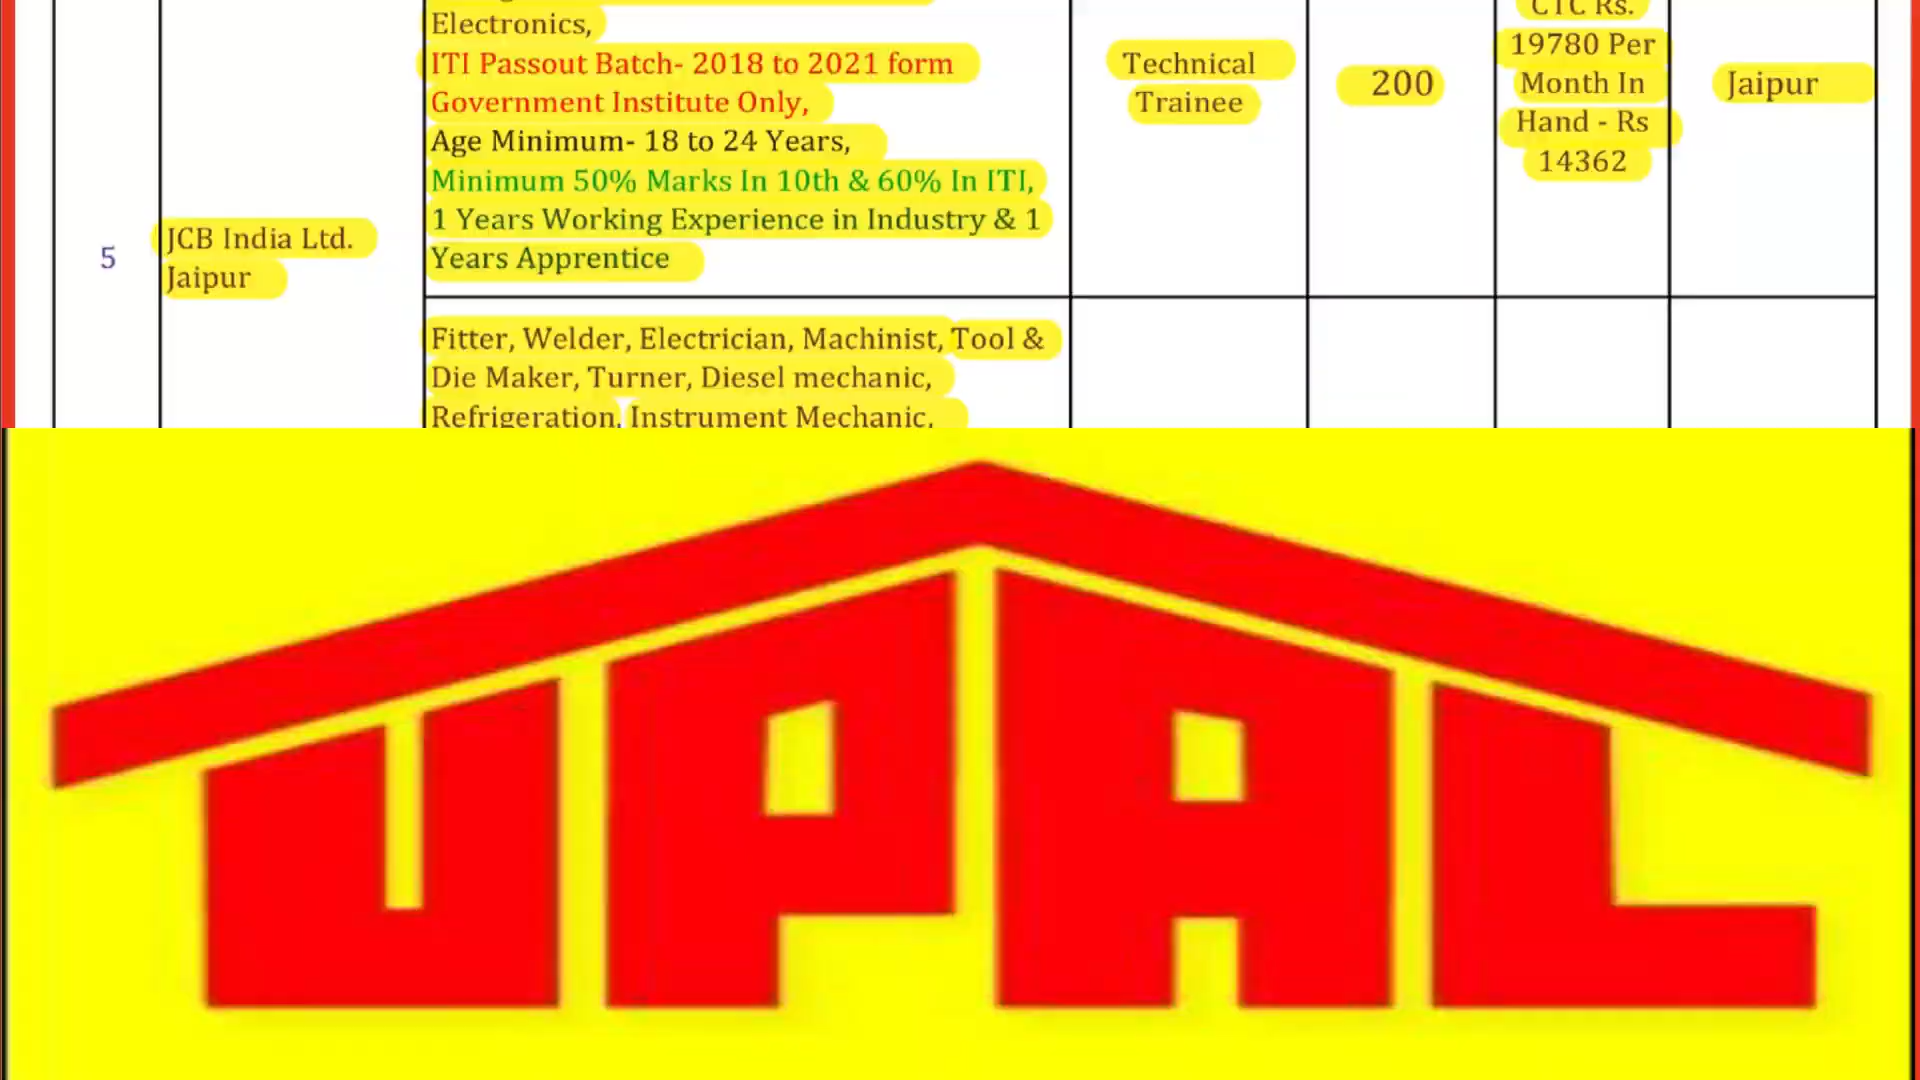 Electronics,
ITI Passout Batch- 2018 to 2021 form
Government Institute Only,
Age Minimum- 18 to 24 Years,
Minimum 50% Marks In 10th & 60% In ITI,
1 Years Working Experience in Industry & 1
Years Apprentice
Technical
Trainee
200
CTC Rs.
19780 Per
Month In
Hand - Rs
14362
Jaipur
5
JCB India Ltd.
Jaipur
Fitter, Welder, Electrician, Machinist, Tool &
Die Maker, Turner, Diesel mechanic,
Refrigeration, Instrument Mechanic,
UPAL